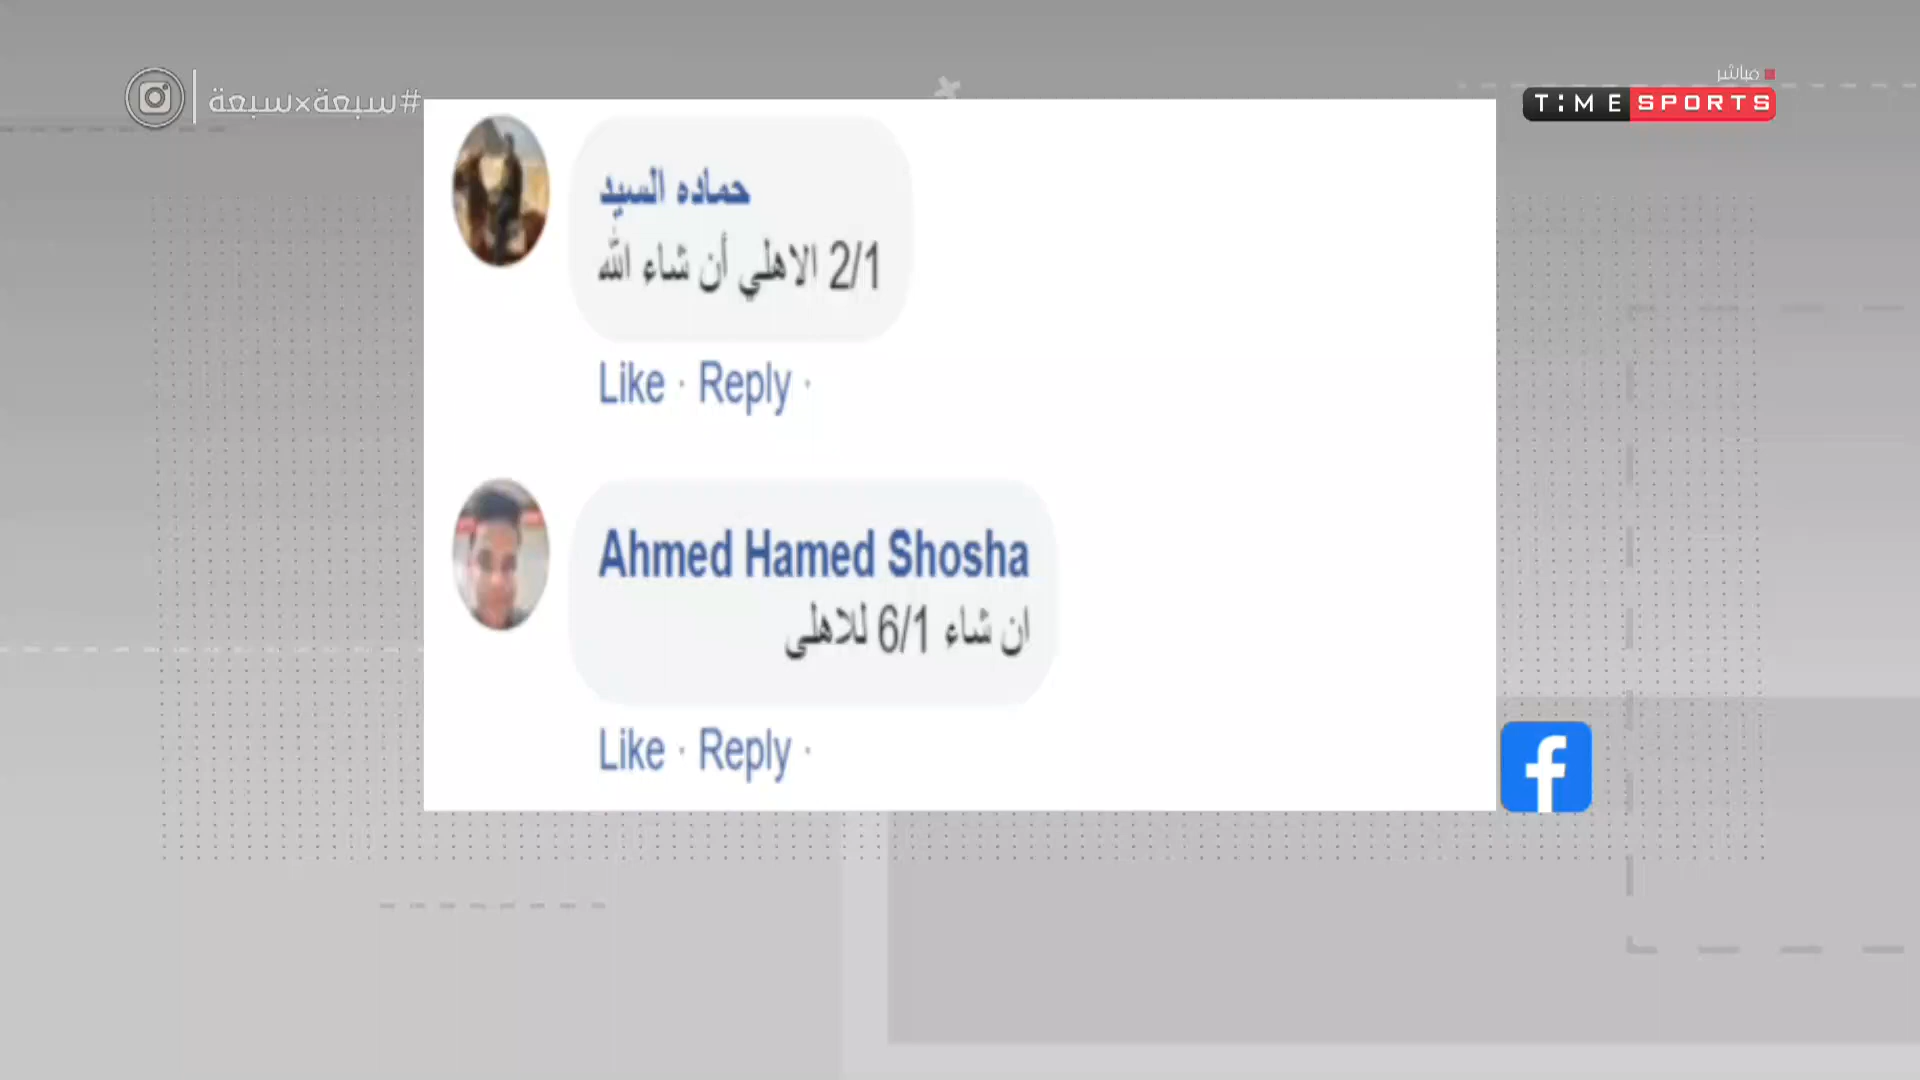 #سبعة×سبعة
مباشر
TIME SPORTS
حماده السيد
2/1 الاهلي أن شاء الله
Like · Reply ·
Ahmed Hamed Shosha
ان شاء 6/1 للاهلى
Like · Reply ·